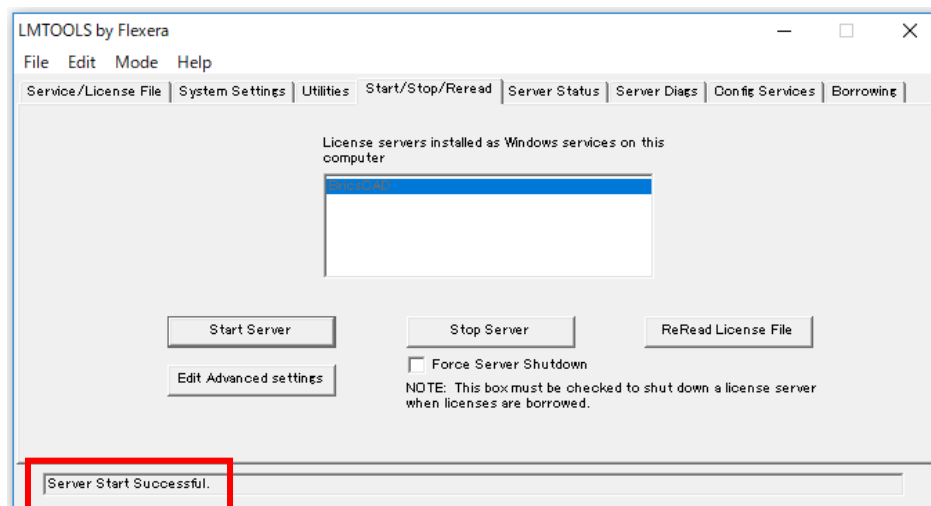 LMTOOLS by Flexera
File Edit Mode Help
Service/License File System Settings Utilities Start/Stop/Reread Server Status Server Diags Config Services Borrowing
License servers installed as Windows services on this
computer
BricsCAD
Start Server Stop Server ReRead License File
Edit Advanced settings
Force Server Shutdown
NOTE: This box must be checked to shut down a license server
when licenses are borrowed.
Server Start Successful.